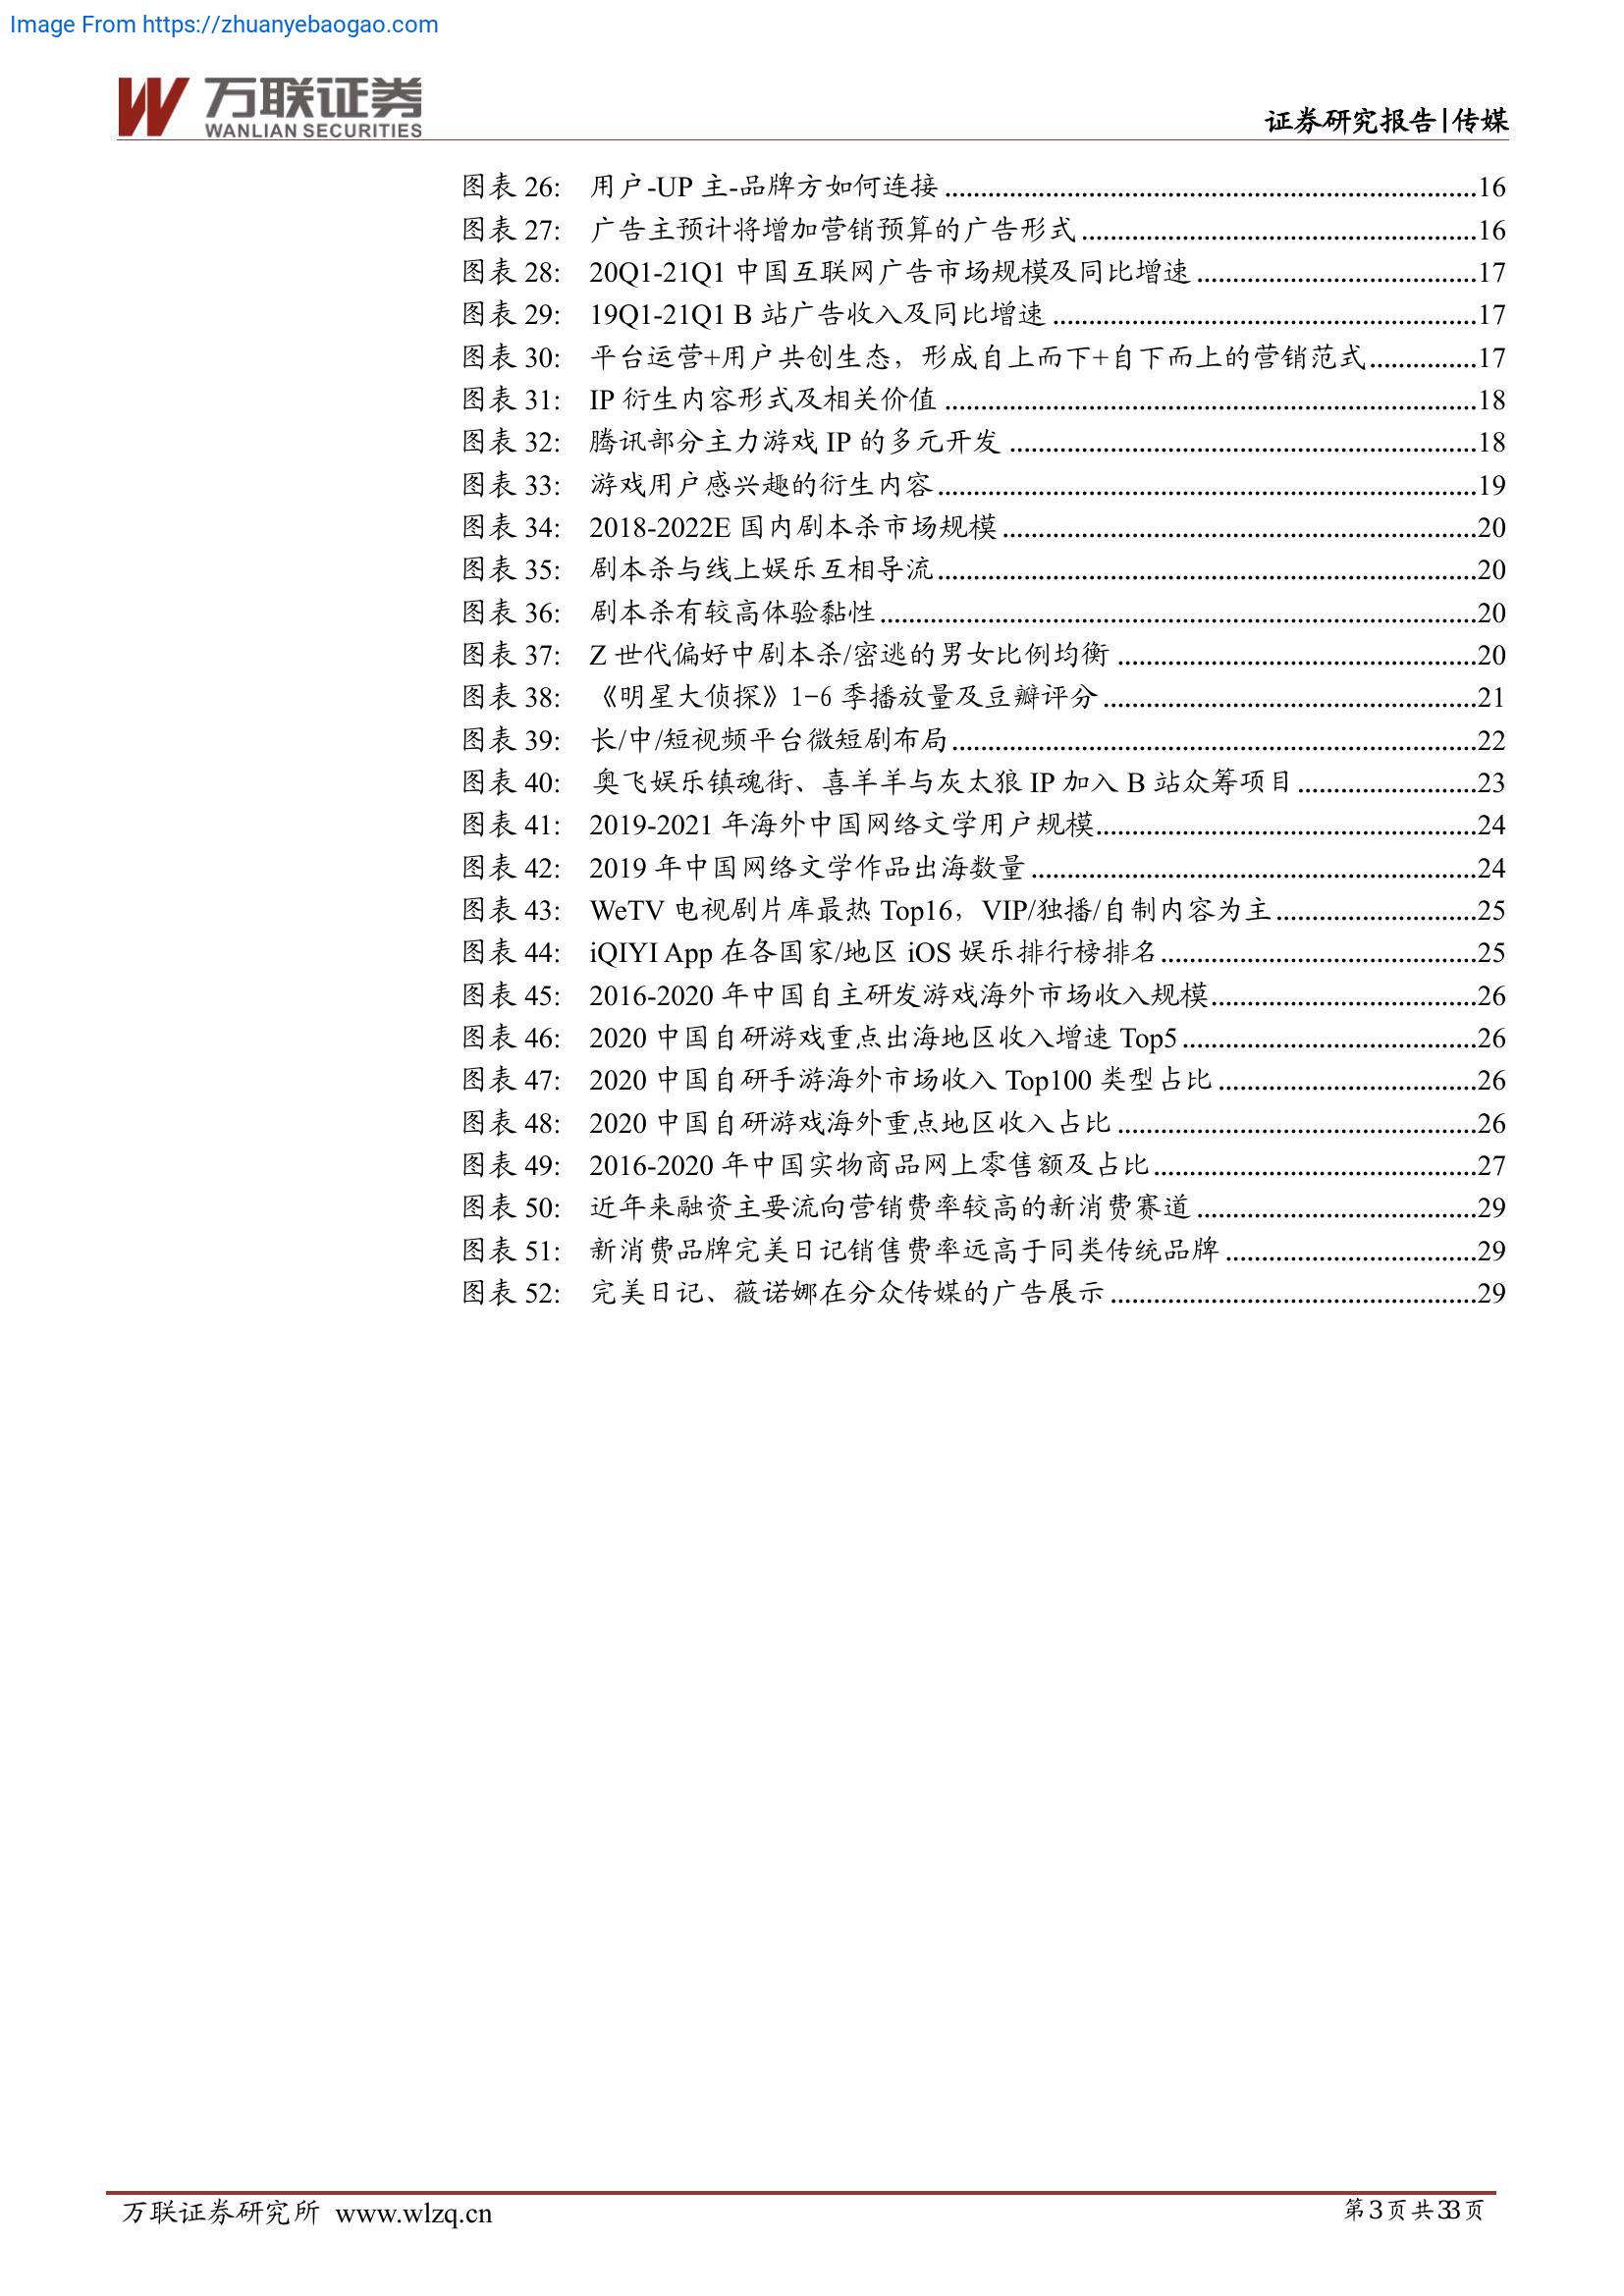 Image From https://zhuanyebaogao.com
万联证券
WANLIAN SECURITIES
证券研究报告|传媒
图表 26： 用户-UP 主-品牌方如何连接..........16
图表 27： 广告主预计将增加营销预算的广告形式..........16
图表 28： 20Q1-21Q1 中国互联网广告市场规模及同比增速..........17
图表 29： 19Q1-21Q1 B 站广告收入及同比增速..........17
图表 30： 平台运营+用户共创生态，形成自上而下+自下而上的营销范式..........17
图表 31： IP 衍生内容形式及相关价值..........18
图表 32： 腾讯部分主力游戏 IP 的多元开发..........18
图表 33： 游戏用户感兴趣的衍生内容..........19
图表 34： 2018-2022E 国内剧本杀市场规模..........20
图表 35： 剧本杀与线上娱乐互相导流..........20
图表 36： 剧本杀有较高体验黏性..........20
图表 37： Z 世代偏好中剧本杀/密逃的男女比例均衡..........20
图表 38： 《明星大侦探》1-6 季播放量及豆瓣评分..........21
图表 39： 长/中/短视频平台微短剧布局..........22
图表 40： 奥飞娱乐镇魂街、喜羊羊与灰太狼 IP 加入 B 站众筹项目..........23
图表 41： 2019-2021 年海外中国网络文学用户规模..........24
图表 42： 2019 年中国网络文学作品出海数量..........24
图表 43： WeTV 电视剧片库最热 Top16，VIP/独播/自制内容为主..........25
图表 44： iQIYI App 在各国家/地区 iOS 娱乐排行榜排名..........25
图表 45： 2016-2020 年中国自主研发游戏海外市场收入规模..........26
图表 46： 2020 中国自研游戏重点出海地区收入增速 Top5..........26
图表 47： 2020 中国自研手游海外市场收入 Top100 类型占比..........26
图表 48： 2020 中国自研游戏海外重点地区收入占比..........26
图表 49： 2016-2020 年中国实物商品网上零售额及占比..........27
图表 50： 近年来融资主要流向营销费率较高的新消费赛道..........29
图表 51： 新消费品牌完美日记销售费率远高于同类传统品牌..........29
图表 52： 完美日记、薇诺娜在分众传媒的广告展示..........29
万联证券研究所 www.wlzq.cn
第 3 页 共 33 页